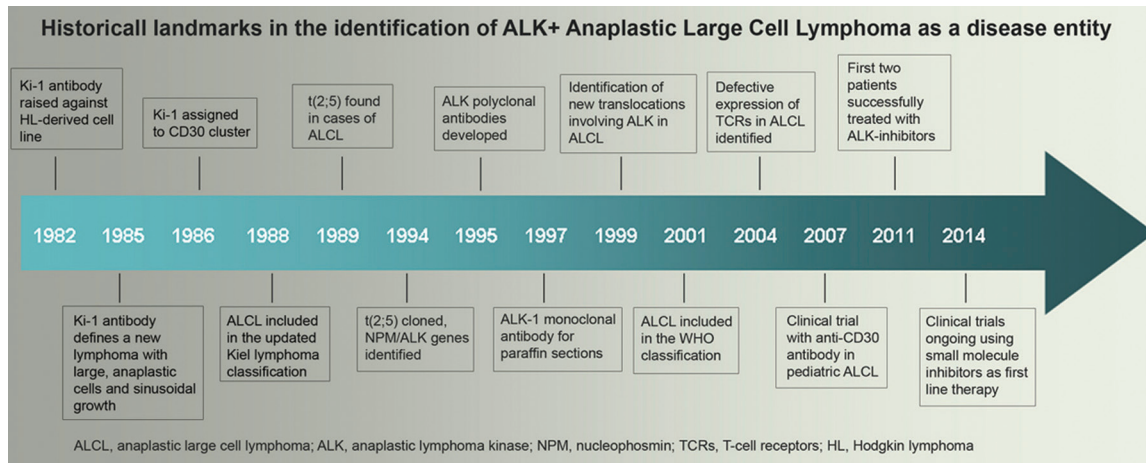 Historicall landmarks in the identification of ALK+ Anaplastic Large Cell Lymphoma as a disease entity
Ki-1 antibody
raised against
HL-derived cell
line
Ki-1 assigned
to CD30 cluster
t(2;5) found
in cases of
ALCL
ALK polyclonal
antibodies
developed
Identification of
new translocations
involving ALK in
ALCL
Defective
expression of
TCRs in ALCL
identified
First two
patients
successfully
treated with
ALK-inhibitors
1982 1985 1986 1988 1989 1994 1995 1997 1999 2001 2004 2007 2011 2014
Ki-1 antibody
defines a new
lymphoma with
large, anaplastic
cells and sinusoidal
growth
ALCL included
in the updated
Kiel lymphoma
classification
t(2;5) cloned,
NPM/ALK genes
identified
ALK-1 monoclonal
antibody for
paraffin sections
ALCL included
in the WHO
classification
Clinical trial
with anti-CD30
antibody in
pediatric ALCL
Clinical trials
ongoing using
small molecule
inhibitors as first
line therapy
ALCL, anaplastic large cell lymphoma; ALK, anaplastic lymphoma kinase; NPM, nucleophosmin; TCRs, T-cell receptors; HL, Hodgkin lymphoma